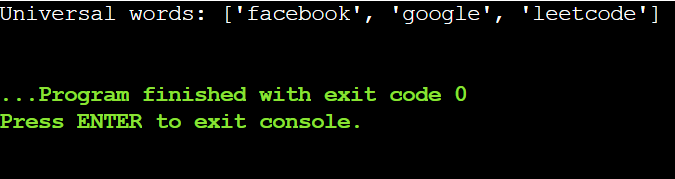 Universal words: ['facebook', 'google', 'leetcode']
...Program finished with exit code 0
Press ENTER to exit console.